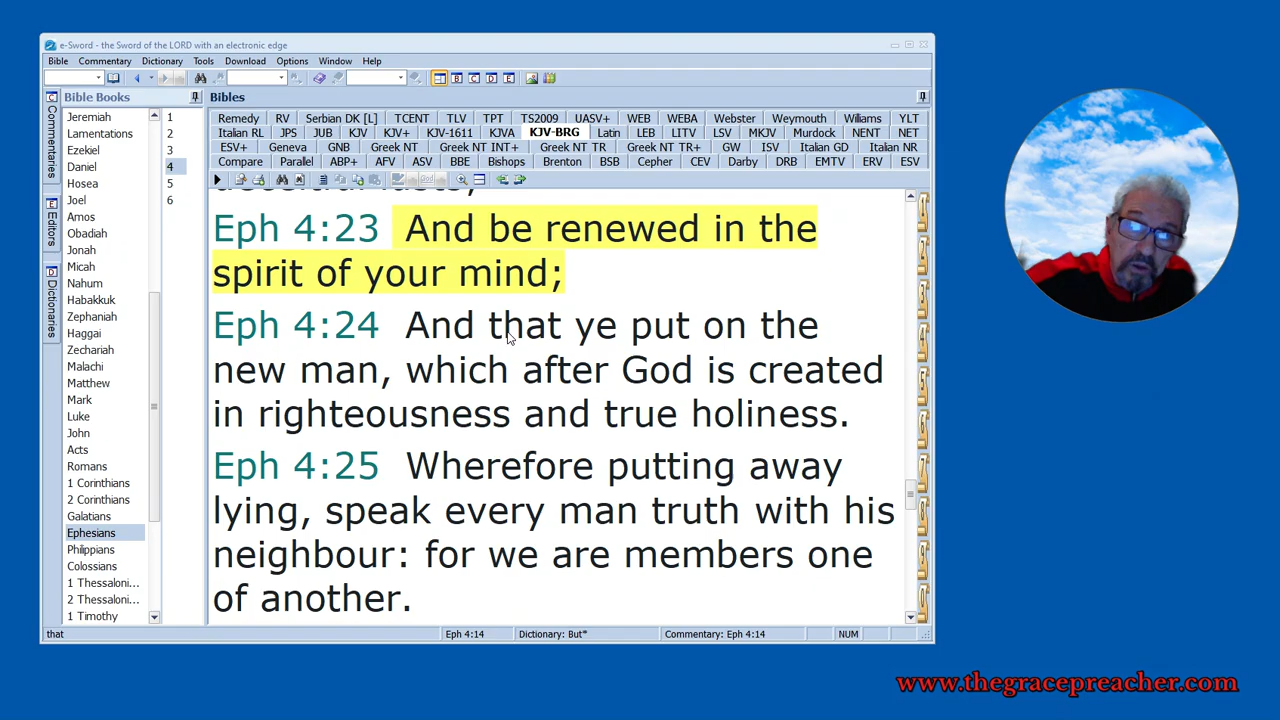 e-Sword - the Sword of the LORD with an electronic edge
Bible Commentary Dictionary Tools Download Options Window Help
B C D E
Bible Books
Bibles
Commentaries
Editors
Dictionaries
Jeremiah
Lamentations
Ezekiel
Daniel
Hosea
Joel
Amos
Obadiah
Jonah
Micah
Nahum
Habakkuk
Zephaniah
Haggai
Zechariah
Malachi
Matthew
Mark
Luke
John
Acts
Romans
1 Corinthians
2 Corinthians
Galatians
Ephesians
Philippians
Colossians
1 Thessaloni...
2 Thessaloni...
1 Timothy
1
2
3
4
5
6
Remedy RV Serbian DK [L] TCENT TLV TPT TS2009 UASV+ WEB WEBA Webster Weymouth Williams YLT
Italian RL JPS JUB KJV KJV+ KJV-1611 KJVA KJV-BRG Latin LEB LITV LSV MKJV Murdock NENT NET
ESV+ Geneva GNB Greek NT Greek NT INT+ Greek NT TR Greek NT TR+ GW ISV Italian GD Italian NR
Compare Parallel ABP+ AFV ASV BBE Bishops Brenton BSB Cepher CEV Darby DRB EMTV ERV ESV
Eph 4:23 And be renewed in the
spirit of your mind;
Eph 4:24 And that ye put on the
new man, which after God is created
in righteousness and true holiness.
Eph 4:25 Wherefore putting away
lying, speak every man truth with his
neighbour: for we are members one
of another.
that
Eph 4:14
Dictionary: But*
Commentary: Eph 4:14
NUM
www.thegracepreacher.com